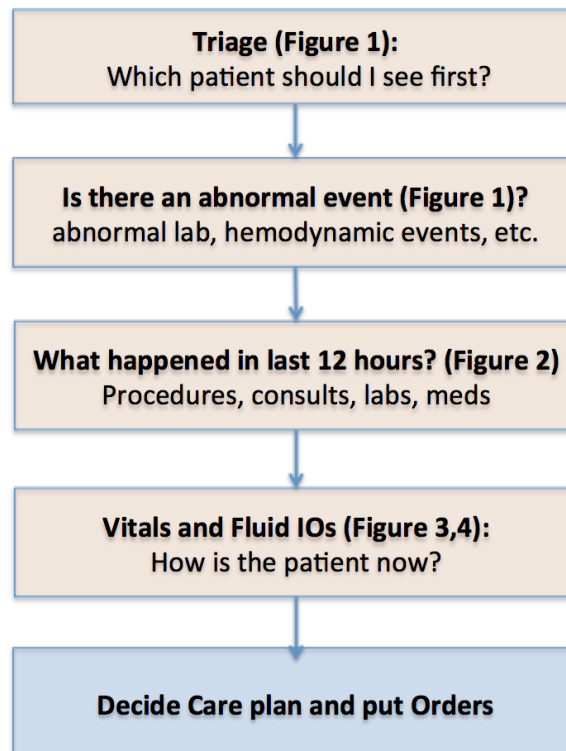 Triage (Figure 1):
Which patient should I see first?
Is there an abnormal event (Figure 1)?
abnormal lab, hemodynamic events, etc.
What happened in last 12 hours? (Figure 2)
Procedures, consults, labs, meds
Vitals and Fluid IOs (Figure 3,4):
How is the patient now?
Decide Care plan and put Orders